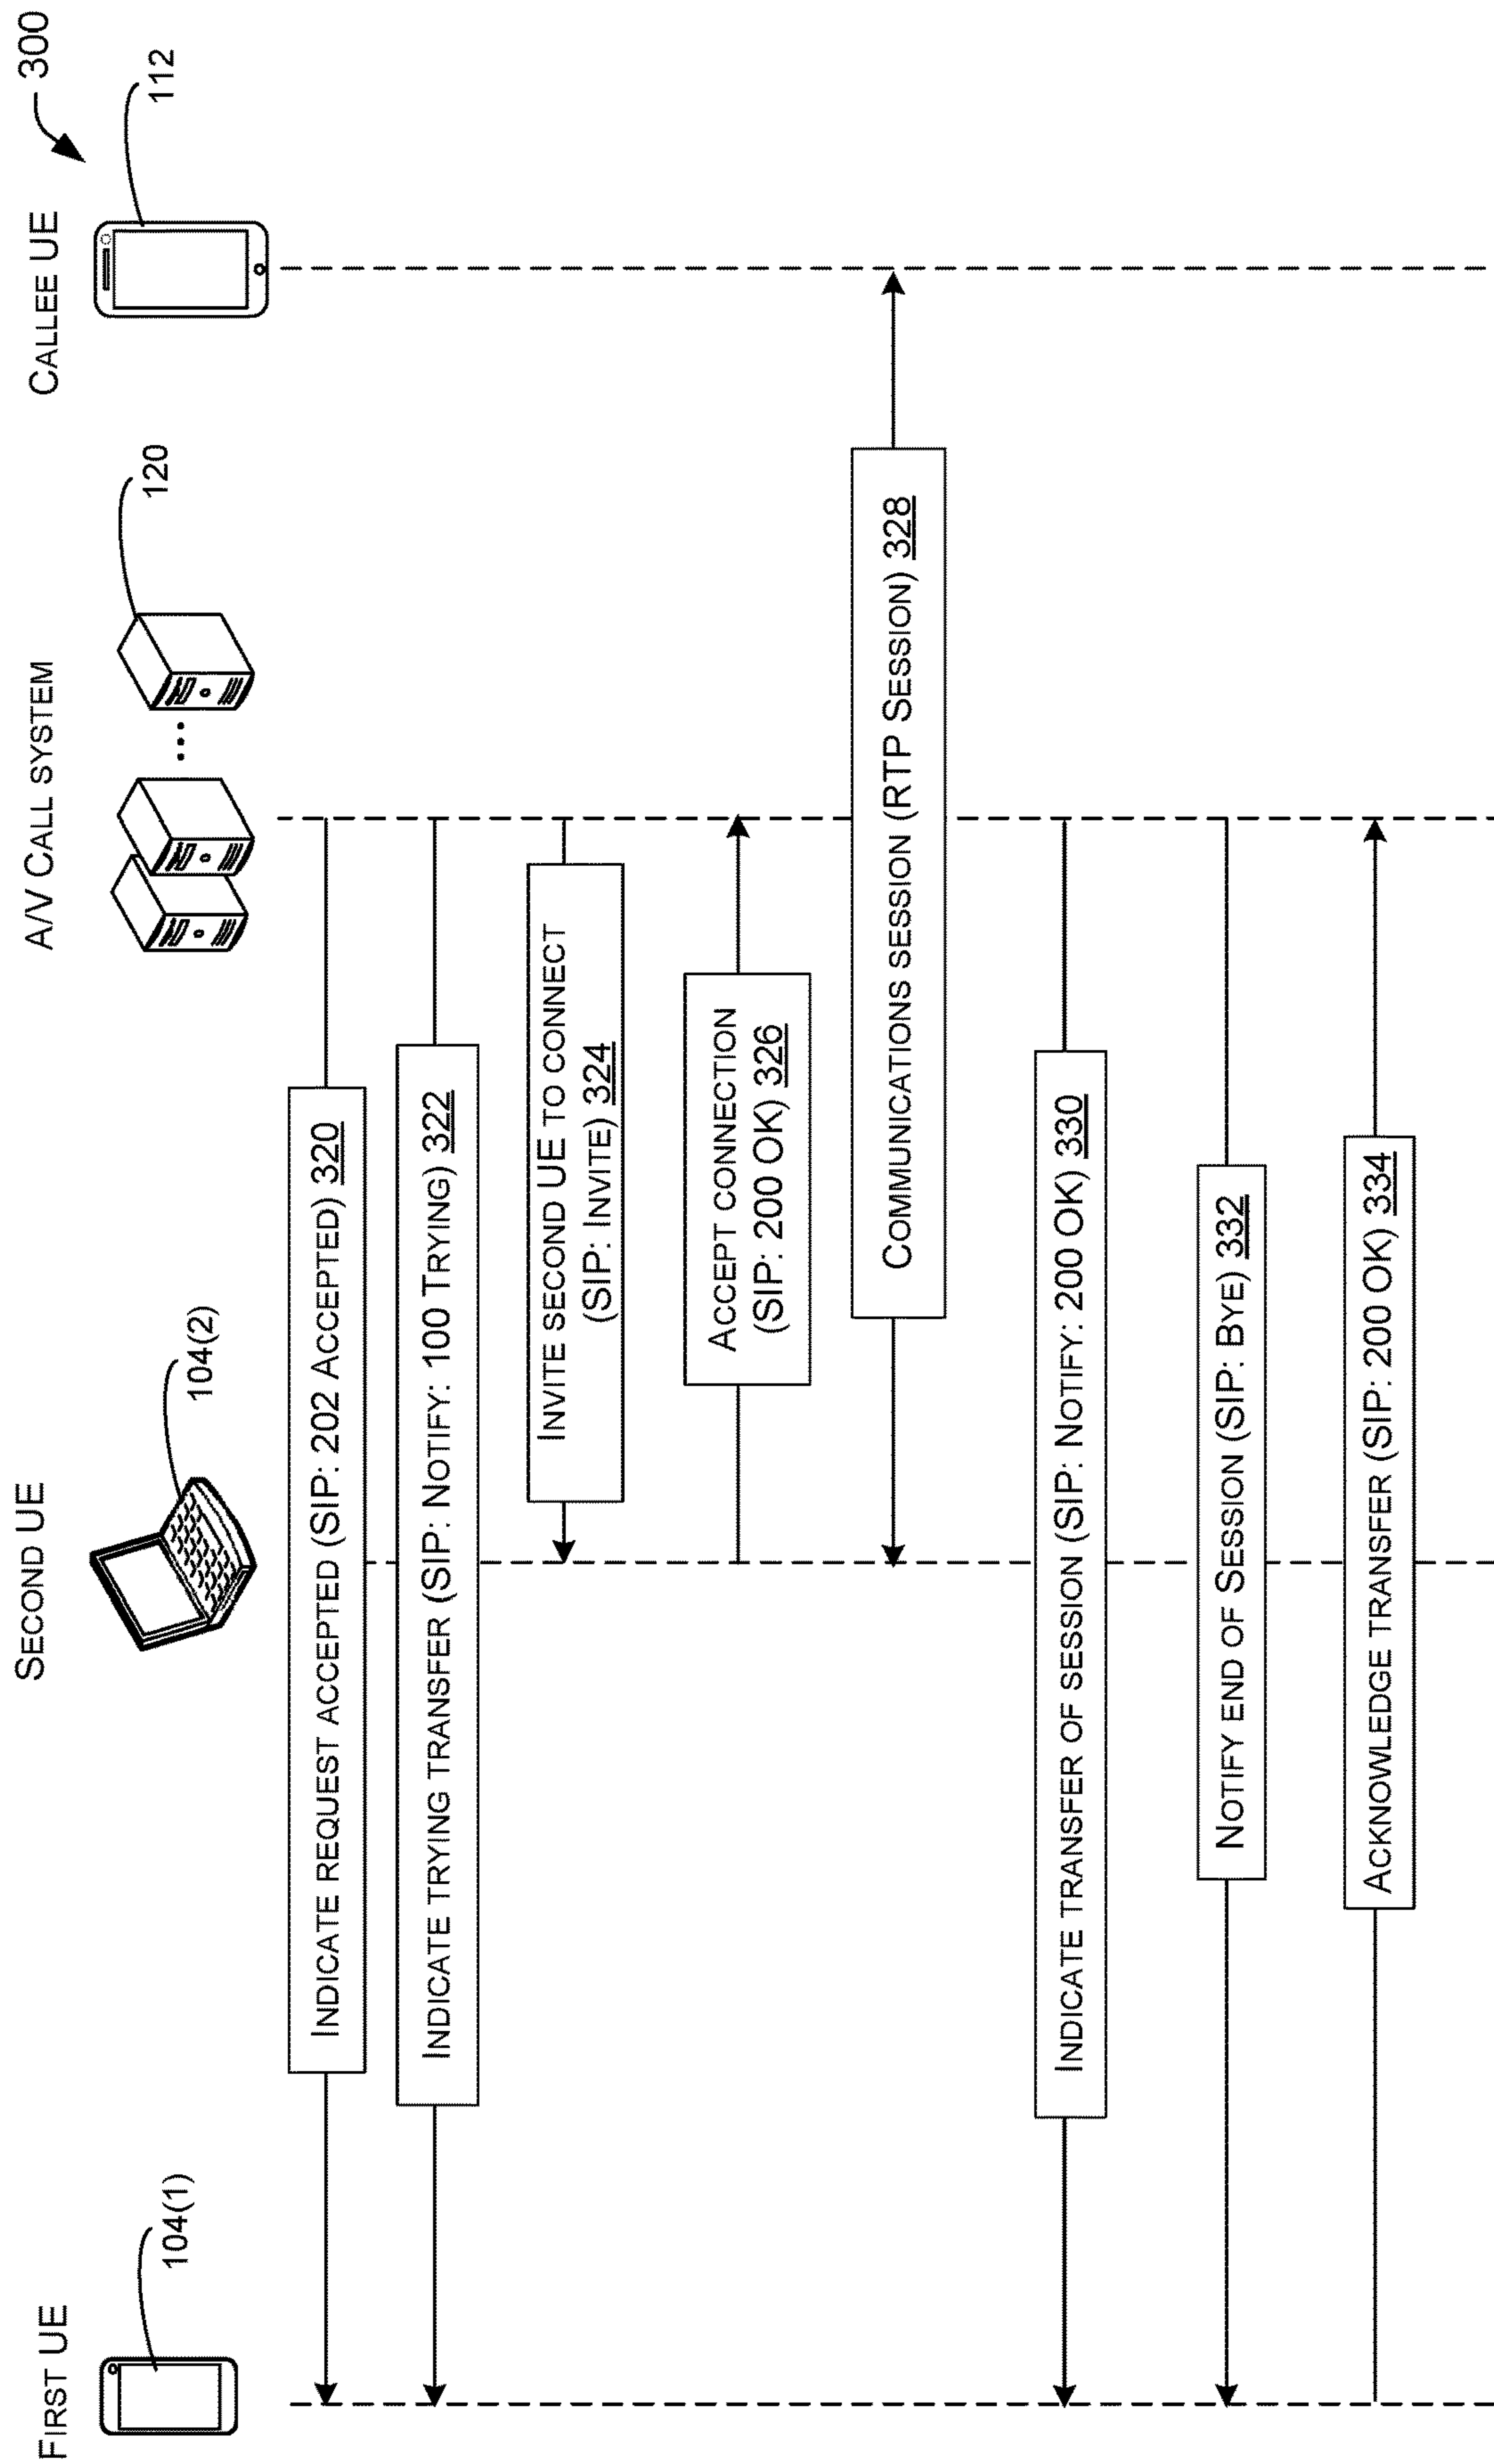 300
FIRST UE
SECOND UE
A/V CALL SYSTEM
CALLEE UE
104(1)
104(2)
120
112
INDICATE REQUEST ACCEPTED (SIP: 202 ACCEPTED) 320
INDICATE TRYING TRANSFER (SIP: NOTIFY: 100 TRYING) 322
INVITE SECOND UE TO CONNECT
(SIP: INVITE) 324
ACCEPT CONNECTION
(SIP: 200 OK) 326
COMMUNICATIONS SESSION (RTP SESSION) 328
INDICATE TRANSFER OF SESSION (SIP: NOTIFY: 200 OK) 330
NOTIFY END OF SESSION (SIP: BYE) 332
ACKNOWLEDGE TRANSFER (SIP: 200 OK) 334